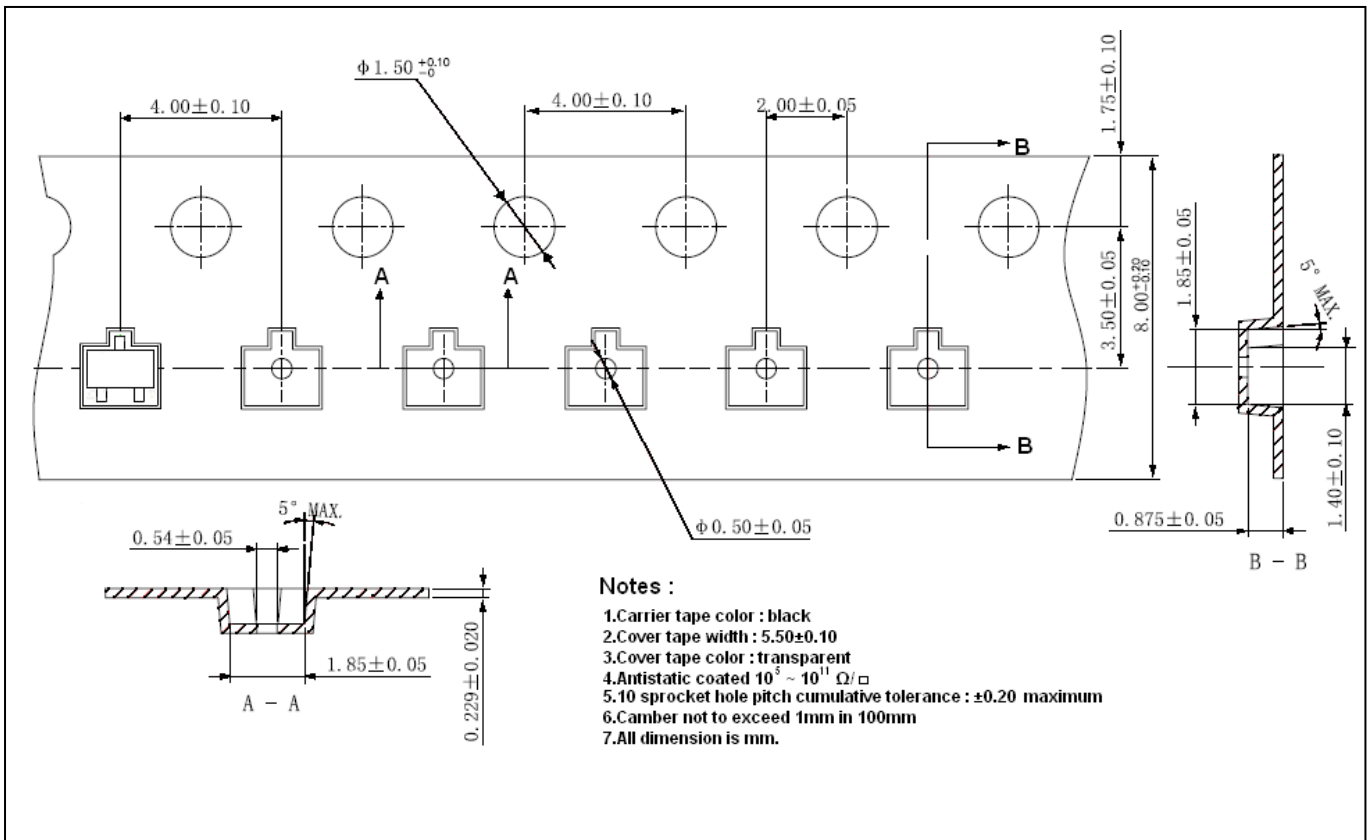 φ1.50 +0.10 -0
4.00±0.10
4.00±0.10
2.00±0.05
1.75±0.10
B
A
A
3.50±0.05
8.00 +0.20 -0.10
1.85±0.05
5° MAX.
B
1.40±0.10
0.875±0.05
B - B
5° MAX.
0.54±0.05
φ0.50±0.05
1.85±0.05
0.229±0.020
A - A
Notes :
1.Carrier tape color : black
2.Cover tape width : 5.50±0.10
3.Cover tape color : transparent
4.Antistatic coated 10⁵ ~ 10¹¹ Ω/□
5.10 sprocket hole pitch cumulative tolerance : ±0.20 maximum
6.Camber not to exceed 1mm in 100mm
7.All dimension is mm.